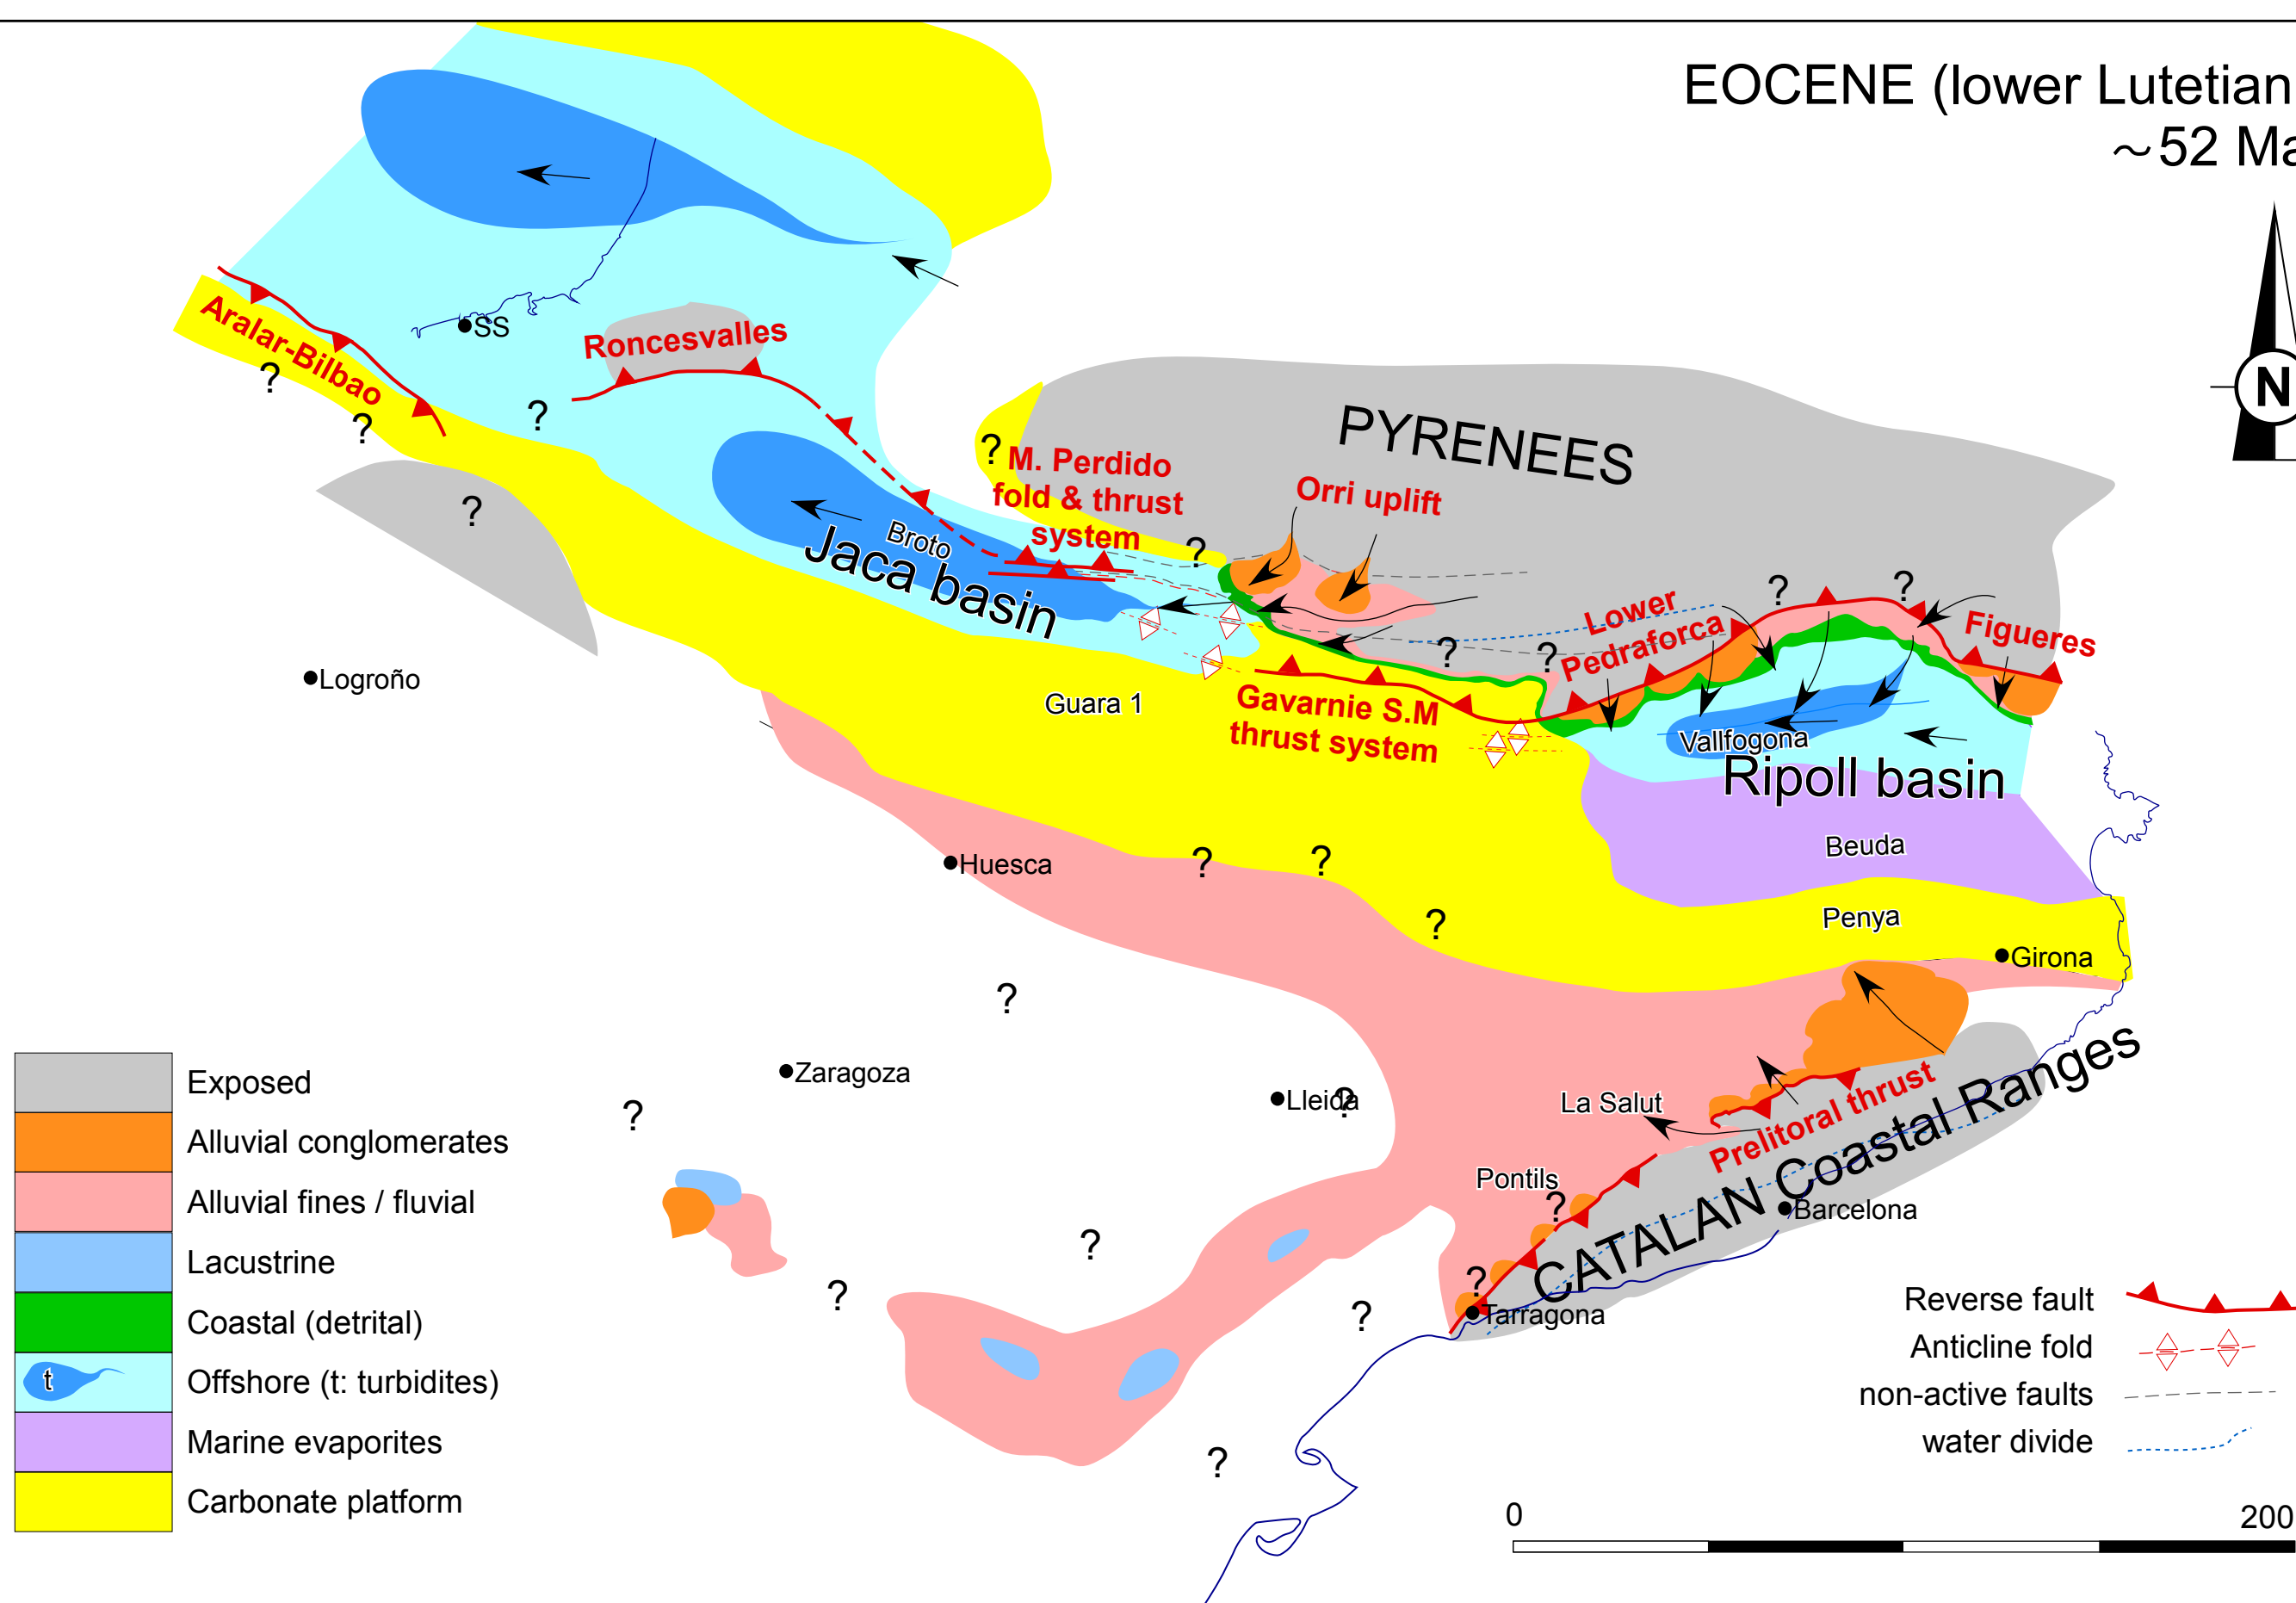 EOCENE (lower Lutetian
~52 Ma
N
Aralar-Bilbao
?
?
SS
Roncesvalles
?
?
PYRENEES
?
M. Perdido
fold & thrust
system
Orri uplift
?
Broto
Jaca basin
Lower
Pedraforca
?
?
Figueres
?
?
Logroño
Guara 1
Gavarnie S.M
thrust system
Vallfogona
Ripoll basin
Beuda
Huesca
?
?
?
Penya
Girona
?
Zaragoza
?
Lleida
?
La Salut
Prelitoral thrust
CATALAN Coastal Ranges
Pontils
?
Barcelona
?
?
?
?
Tarragona
?
Exposed
Alluvial conglomerates
Alluvial fines / fluvial
Lacustrine
Coastal (detrital)
t
Offshore (t: turbidites)
Marine evaporites
Carbonate platform
Reverse fault
Anticline fold
non-active faults
water divide
0
200